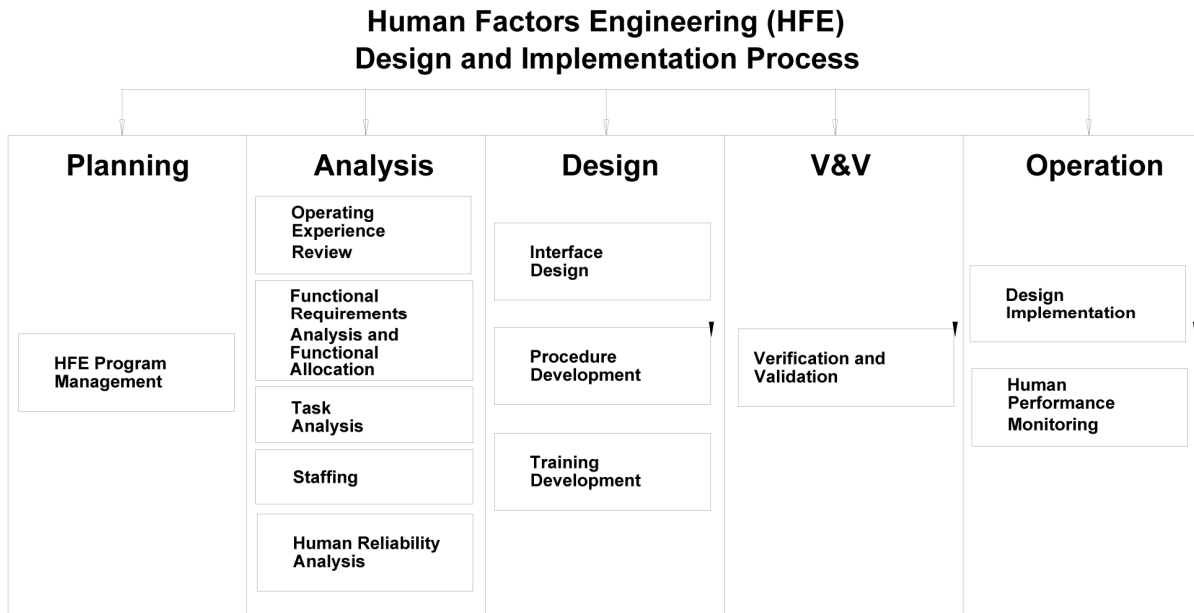 Human Factors Engineering (HFE)
Design and Implementation Process
Planning
HFE Program
Management
Analysis
Operating
Experience
Review
Functional
Requirements
Analysis and
Functional
Allocation
Task
Analysis
Staffing
Human Reliability
Analysis
Design
Interface
Design
Procedure
Development
Training
Development
V&V
Verification and
Validation
Operation
Design
Implementation
Human
Performance
Monitoring